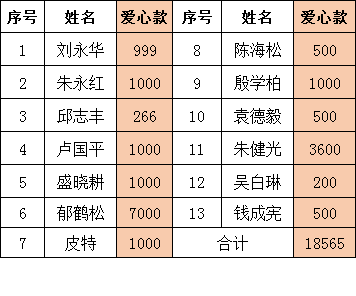 序号 姓名 爱心款 序号 姓名 爱心款
1 刘永华 999 8 陈海松 500
2 朱永红 1000 9 殷学柏 1000
3 邱志丰 266 10 袁德毅 500
4 卢国平 1000 11 朱健光 3600
5 盛晓耕 1000 12 吴白琳 200
6 郁鹤松 7000 13 钱成宪 500
7 皮特 1000 合计 18565